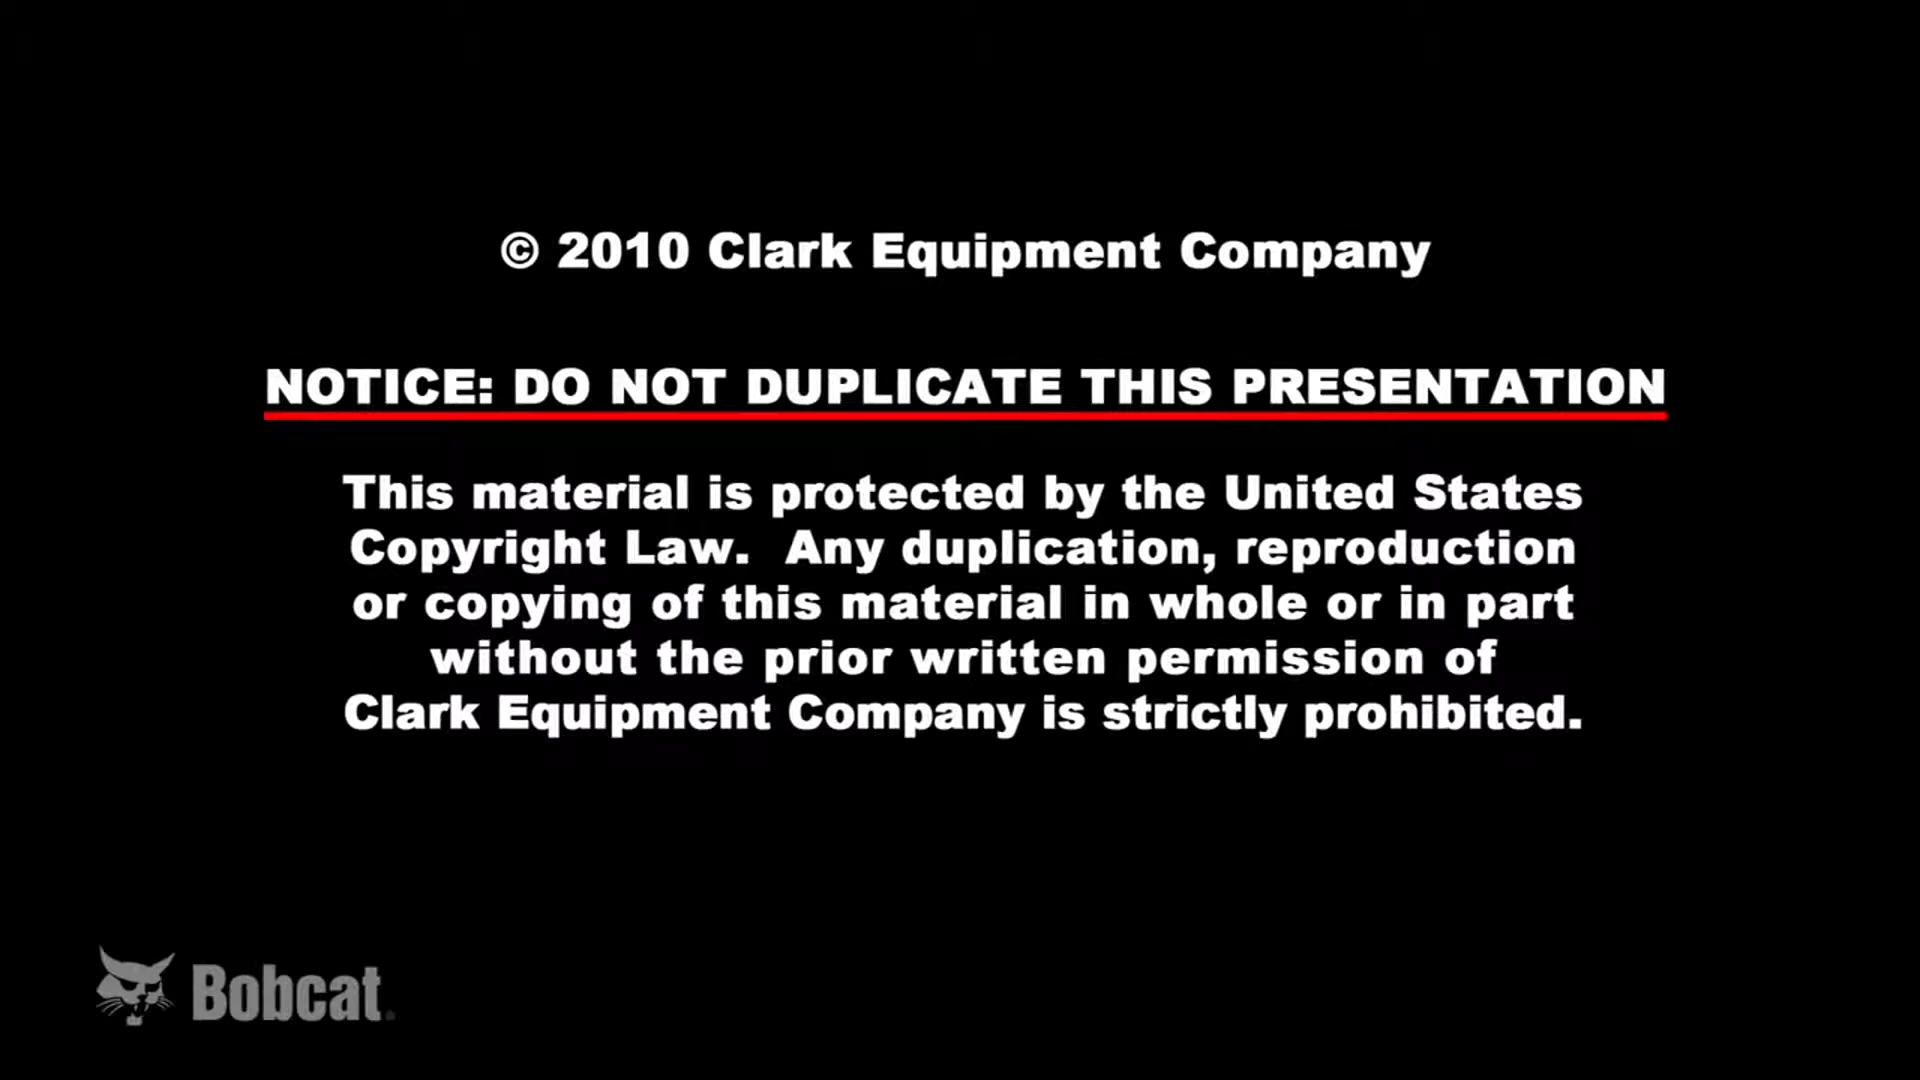 © 2010 Clark Equipment Company
NOTICE: DO NOT DUPLICATE THIS PRESENTATION
This material is protected by the United States
Copyright Law.  Any duplication, reproduction
or copying of this material in whole or in part
without the prior written permission of
Clark Equipment Company is strictly prohibited.
Bobcat.